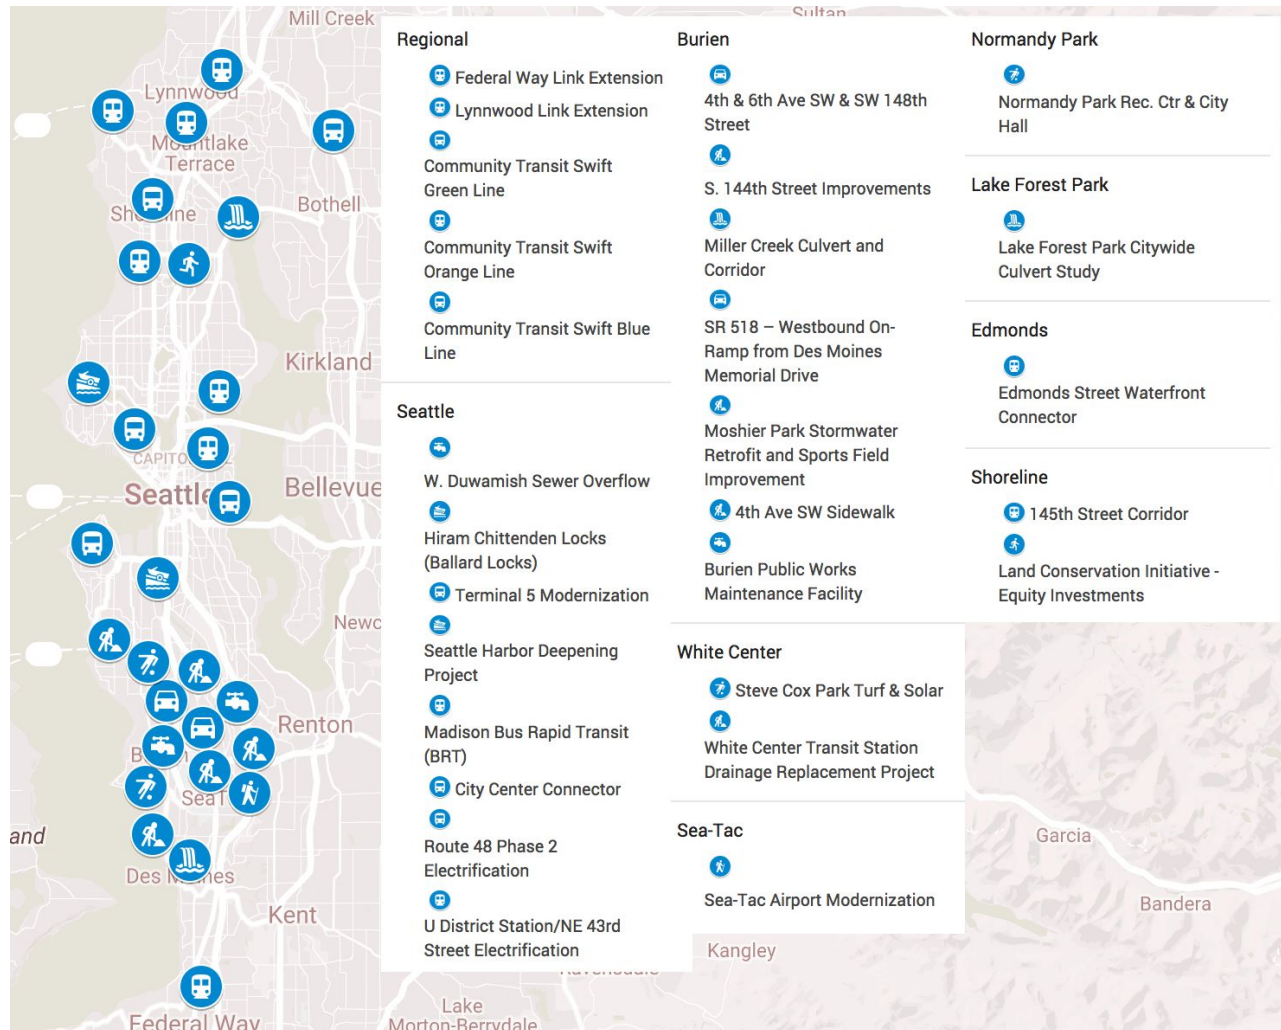 Mill Creek
Sultan
Lynnwood
Mountlake
Terrace
Bothell
Kirkland
Seattle
Bellevue
Renton
Des Moines
Kent
Federal Way
Lake
Morton-Berrydale
Kangley
Garcia
Bandera
Regional
Federal Way Link Extension
Lynnwood Link Extension
Community Transit Swift
Green Line
Community Transit Swift
Orange Line
Community Transit Swift Blue
Line
Seattle
W. Duwamish Sewer Overflow
Hiram Chittenden Locks
(Ballard Locks)
Terminal 5 Modernization
Seattle Harbor Deepening
Project
Madison Bus Rapid Transit
(BRT)
City Center Connector
Route 48 Phase 2
Electrification
U District Station/NE 43rd
Street Electrification
Burien
4th & 6th Ave SW & SW 148th
Street
S. 144th Street Improvements
Miller Creek Culvert and
Corridor
SR 518 – Westbound On-
Ramp from Des Moines
Memorial Drive
Moshier Park Stormwater
Retrofit and Sports Field
Improvement
4th Ave SW Sidewalk
Burien Public Works
Maintenance Facility
White Center
Steve Cox Park Turf & Solar
White Center Transit Station
Drainage Replacement Project
Sea-Tac
Sea-Tac Airport Modernization
Normandy Park
Normandy Park Rec. Ctr & City
Hall
Lake Forest Park
Lake Forest Park Citywide
Culvert Study
Edmonds
Edmonds Street Waterfront
Connector
Shoreline
145th Street Corridor
Land Conservation Initiative -
Equity Investments